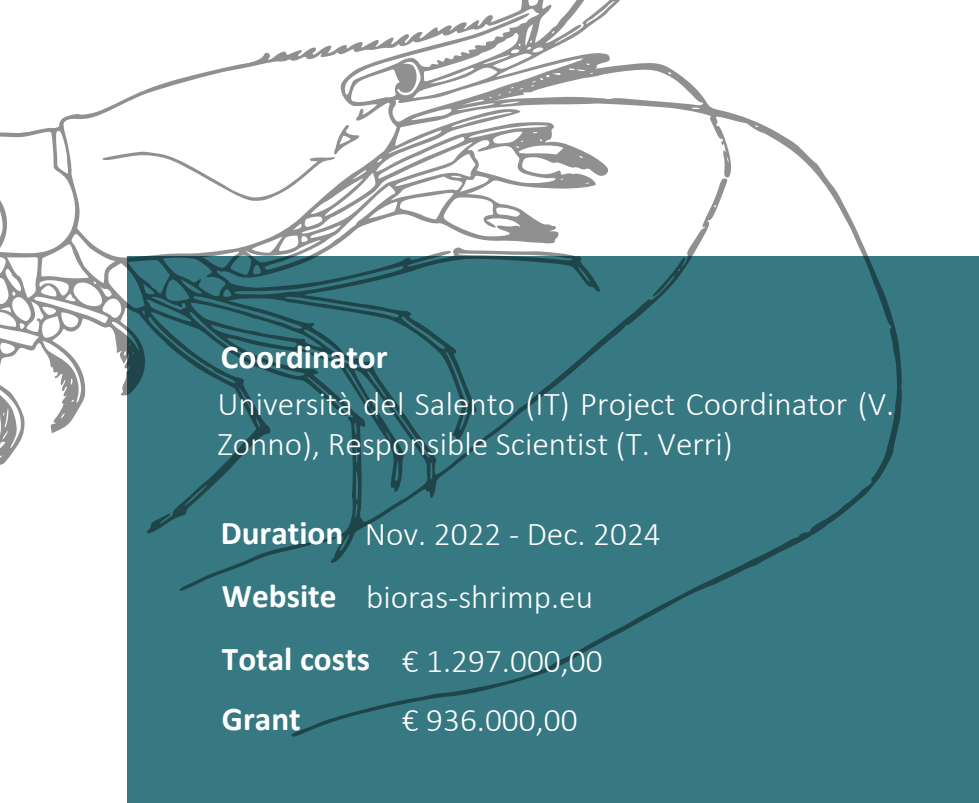 Coordinator
Università del Salento (IT) Project Coordinator (V.
Zonno), Responsible Scientist (T. Verri)
Duration Nov. 2022 - Dec. 2024
Website bioras-shrimp.eu
Total costs € 1.297.000,00
Grant € 936.000,00